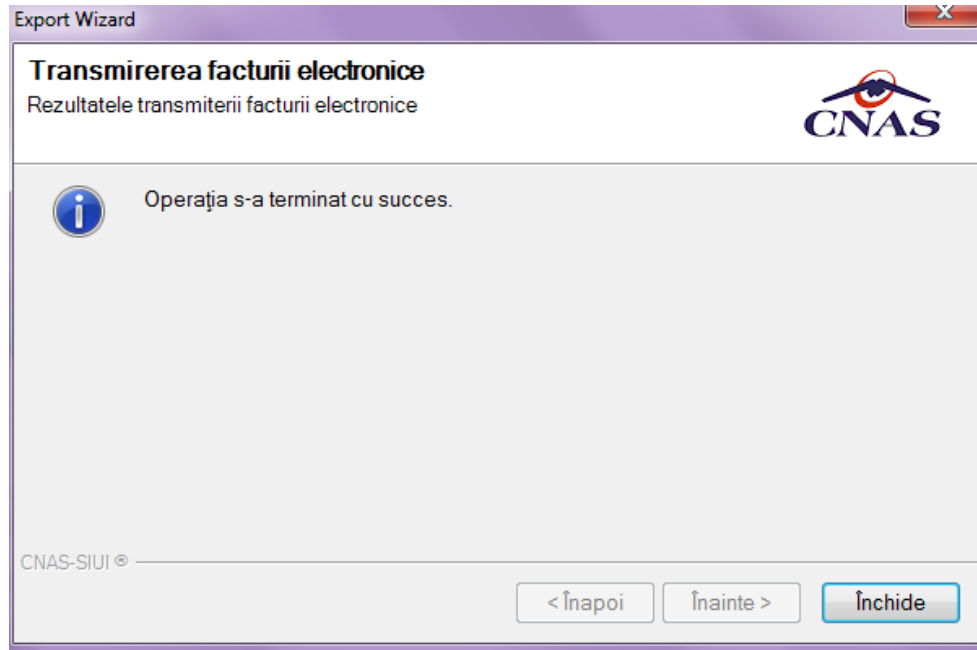 Export Wizard
x
Transmirerea facturii electronice
Rezultatele transmiterii facturii electronice
CNAS
Operaţia s-a terminat cu succes.
CNAS-SIUI ®
< Înapoi
Înainte >
Închide